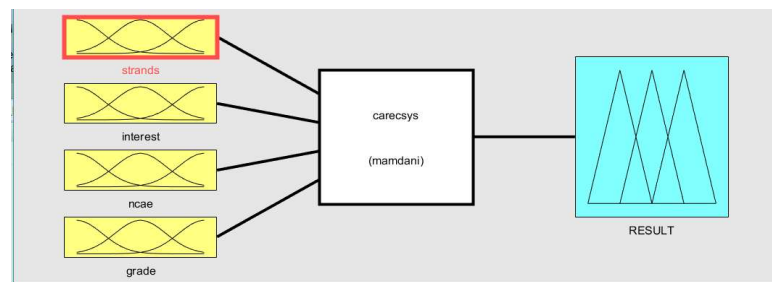 strands
interest
ncae
grade
carecsys
(mamdani)
RESULT